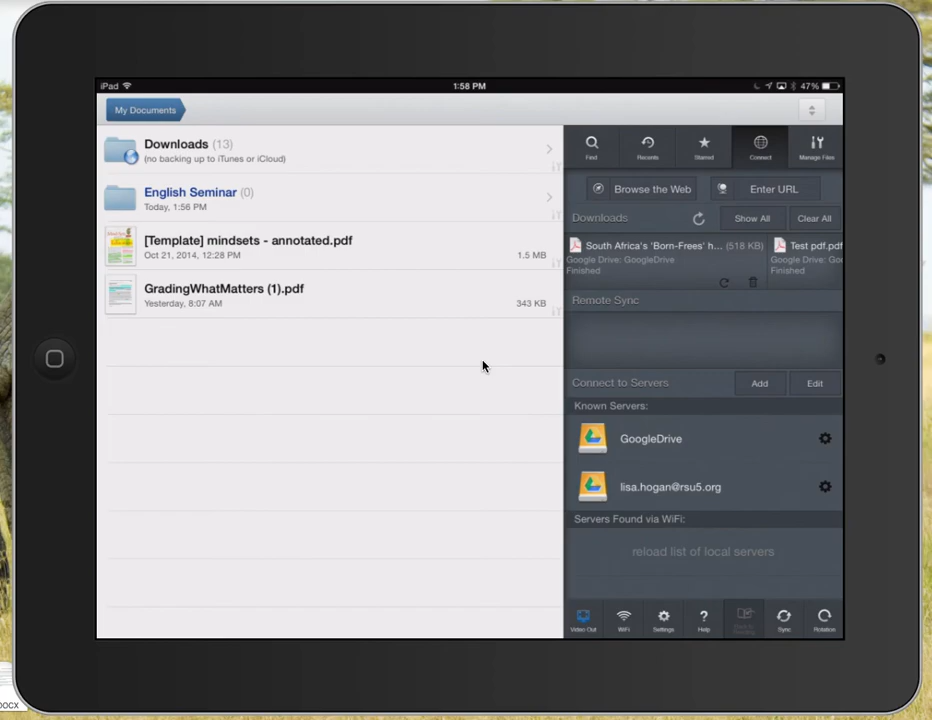 iPad
1:58 PM
47%
My Documents
Downloads (13)
(no backing up to iTunes or iCloud)
English Seminar (0)
Today, 1:56 PM
[Template] mindsets - annotated.pdf
Oct 21, 2014, 12:28 PM
1.5 MB
GradingWhatMatters (1).pdf
Yesterday, 8:07 AM
343 KB
Find
Recents
Starred
Connect
Manage Files
Browse the Web
Enter URL
Downloads
Show All
Clear All
South Africa's 'Born-Frees' h... (518 KB)
Google Drive: GoogleDrive
Finished
Test pdf.pdf
Google Drive: Goo
Finished
Remote Sync
Connect to Servers
Add
Edit
Known Servers:
GoogleDrive
lisa.hogan@rsu5.org
Servers Found via WiFi:
reload list of local servers
Video Out
WiFi
Settings
Help
Sync
Rotation